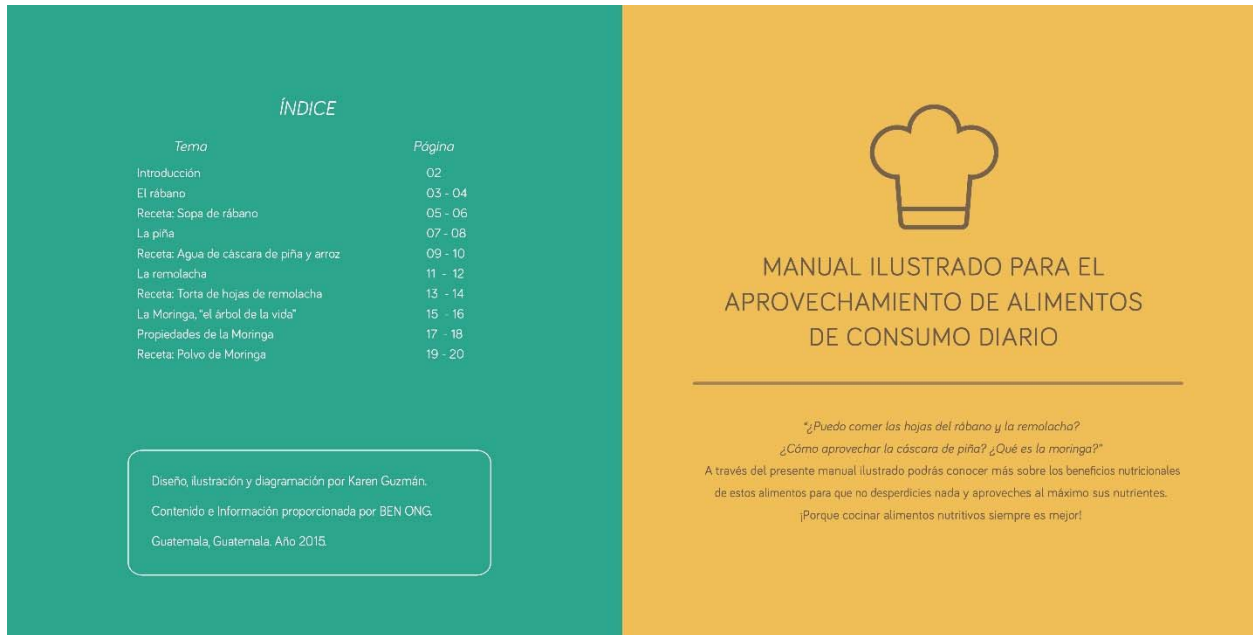 ÍNDICE
Tema Página
Introducción 02
El rábano 03 - 04
Receta: Sopa de rábano 05 - 06
La piña 07 - 08
Receta: Agua de cáscara de piña y arroz 09 - 10
La remolacha 11 - 12
Receta: Torta de hojas de remolacha 13 - 14
La Moringa, "el árbol de la vida" 15 - 16
Propiedades de la Moringa 17 - 18
Receta: Polvo de Moringa 19 - 20
Diseño, ilustración y diagramación por Karen Guzmán.
Contenido e Información proporcionada por BEN ONG.
Guatemala, Guatemala. Año 2015.
MANUAL ILUSTRADO PARA EL
APROVECHAMIENTO DE ALIMENTOS
DE CONSUMO DIARIO
"¿Puedo comer las hojas del rábano y la remolacha?
¿Cómo aprovechar la cáscara de piña? ¿Qué es la moringa?"
A través del presente manual ilustrado podrás conocer más sobre los beneficios nutricionales
de estos alimentos para que no desperdicies nada y aproveches al máximo sus nutrientes.
¡Porque cocinar alimentos nutritivos siempre es mejor!